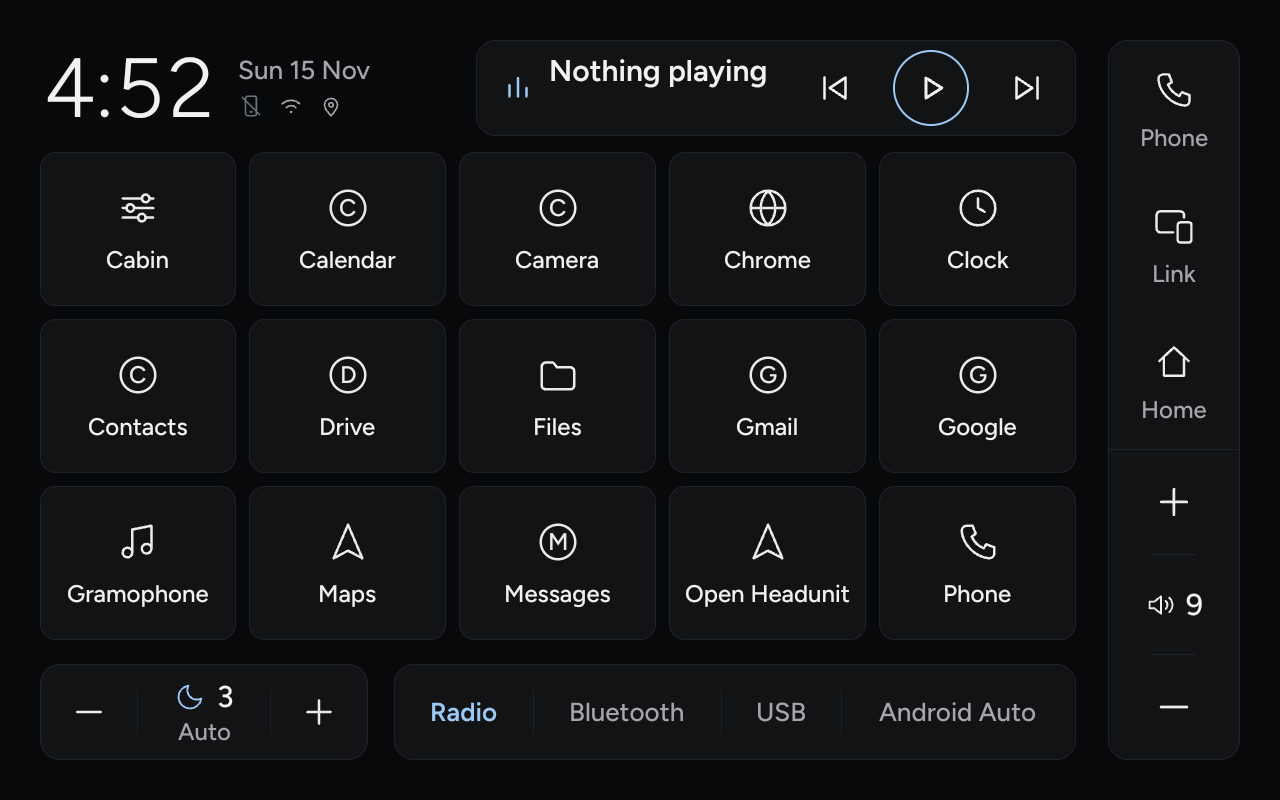 4:52
Sun 15 Nov
Nothing playing
Cabin
C
Calendar
C
Camera
Chrome
Clock
C
Contacts
D
Drive
Files
G
Gmail
G
Google
Gramophone
Maps
M
Messages
Open Headunit
Phone
3
Auto
Radio
Bluetooth
USB
Android Auto
Phone
Link
Home
9